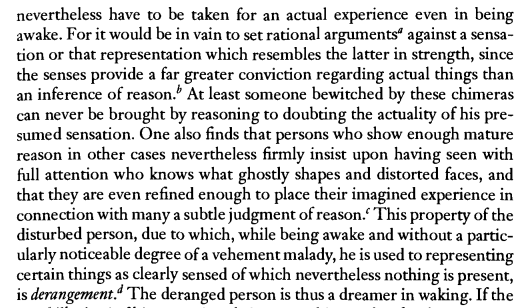 nevertheless have to be taken for an actual experience even in being
awake. For it would be in vain to set rational arguments^a against a sensa-
tion or that representation which resembles the latter in strength, since
the senses provide a far greater conviction regarding actual things than
an inference of reason.^b At least someone bewitched by these chimeras
can never be brought by reasoning to doubting the actuality of his pre-
sumed sensation. One also finds that persons who show enough mature
reason in other cases nevertheless firmly insist upon having seen with
full attention who knows what ghostly shapes and distorted faces, and
that they are even refined enough to place their imagined experience in
connection with many a subtle judgment of reason.^c This property of the
disturbed person, due to which, while being awake and without a partic-
ularly noticeable degree of a vehement malady, he is used to representing
certain things as clearly sensed of which nevertheless nothing is present,
is derangement.^d The deranged person is thus a dreamer in waking. If the